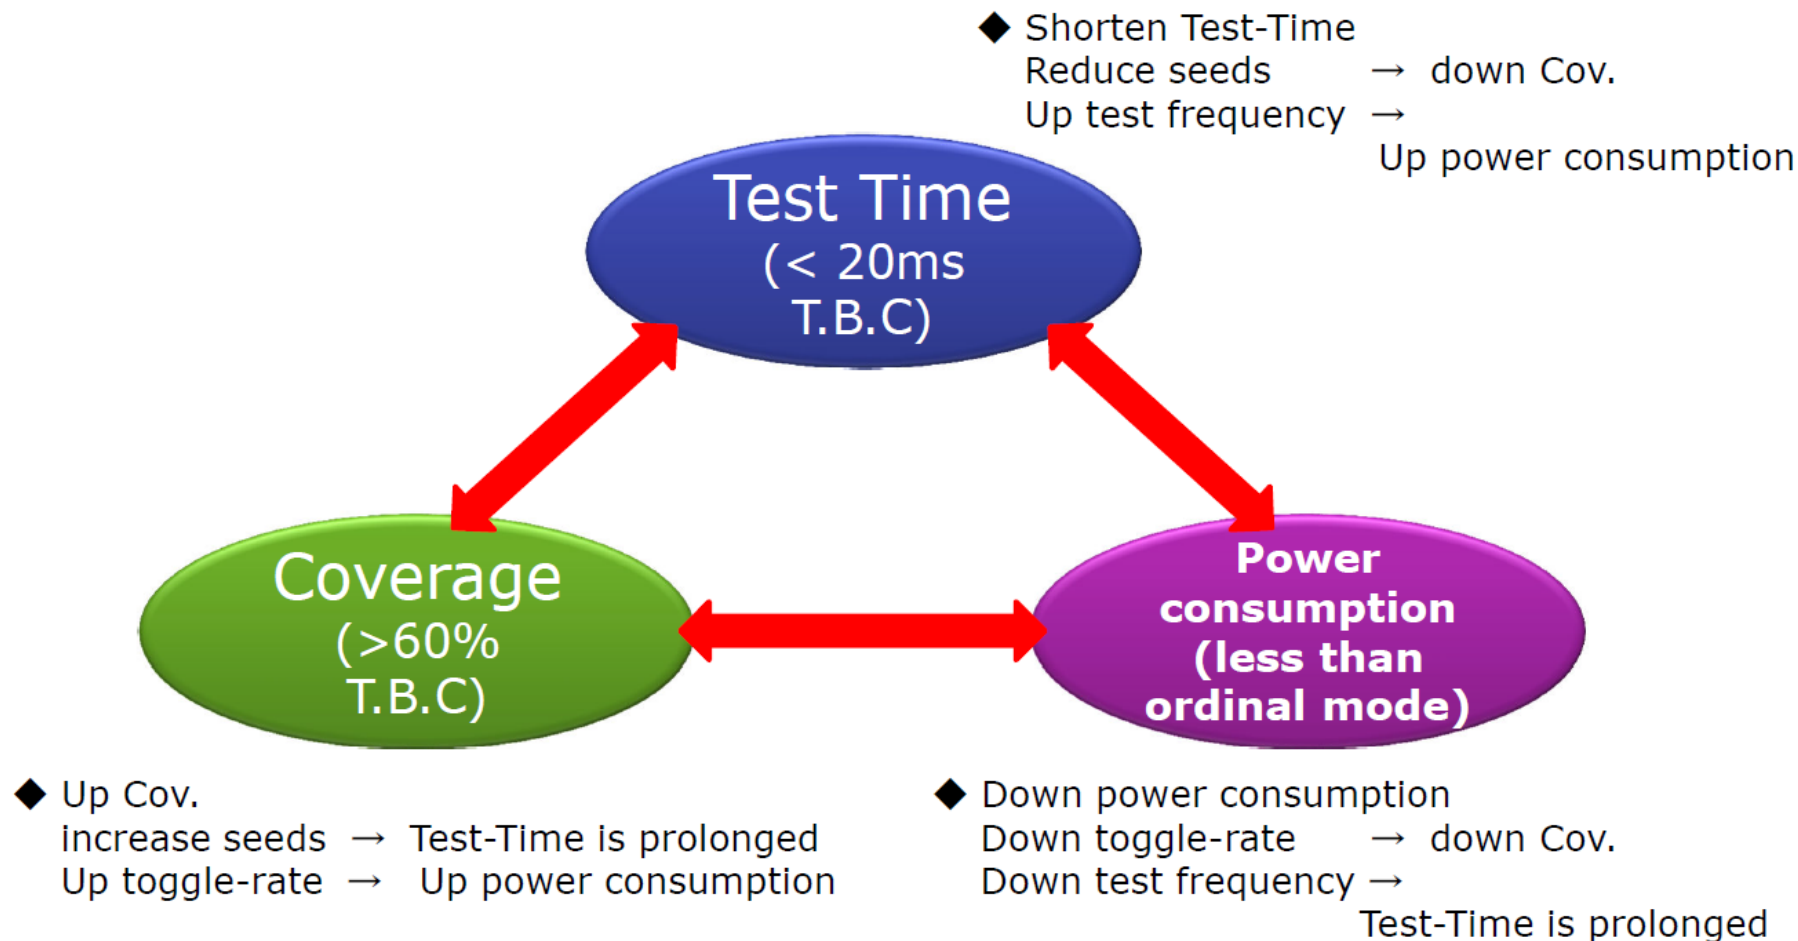 ◆ Shorten Test-Time
Reduce seeds → down Cov.
Up test frequency →
Up power consumption
Test Time
(< 20ms
T.B.C)
Coverage
(>60%
T.B.C)
Power
consumption
(less than
ordinal mode)
◆ Up Cov.
increase seeds → Test-Time is prolonged
Up toggle-rate → Up power consumption
◆ Down power consumption
Down toggle-rate → down Cov.
Down test frequency →
Test-Time is prolonged